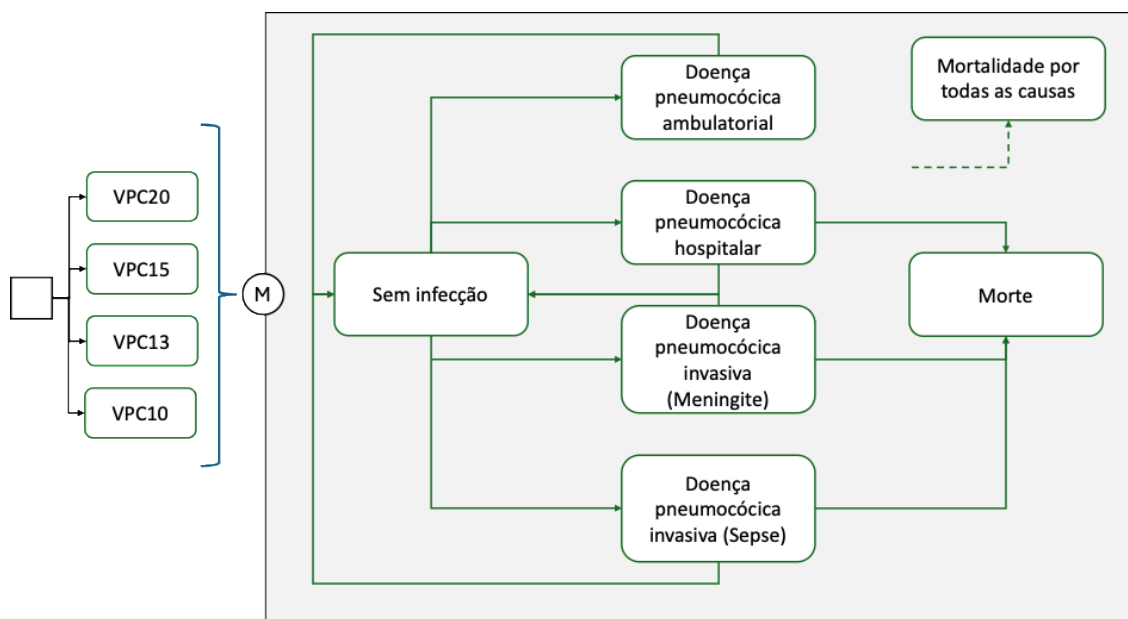 VPC20
VPC15
VPC13
VPC10
M
Sem infecção
Doença
pneumocócica
ambulatorial
Doença
pneumocócica
hospitalar
Doença
pneumocócica
invasiva
(Meningite)
Doença
pneumocócica
invasiva (Sepse)
Mortalidade por
todas as causas
Morte